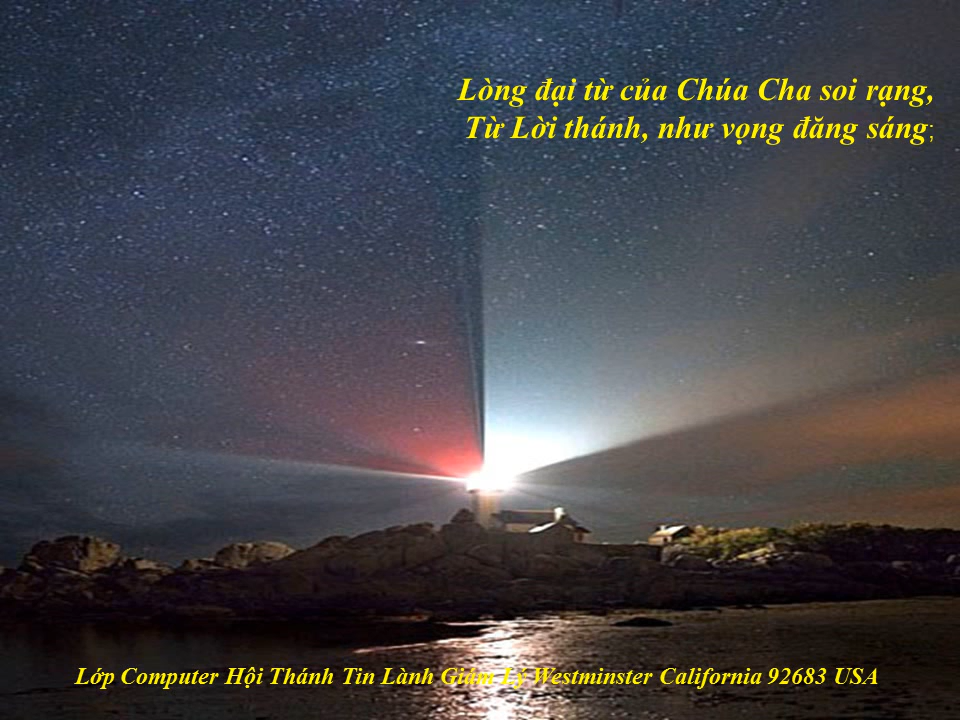 Lòng đại từ của Chúa Cha soi rạng,
Từ Lời thánh, như vọng đăng sáng;
Lớp Computer Hội Thánh Tin Lành Giám Lý Westminster California 92683 USA